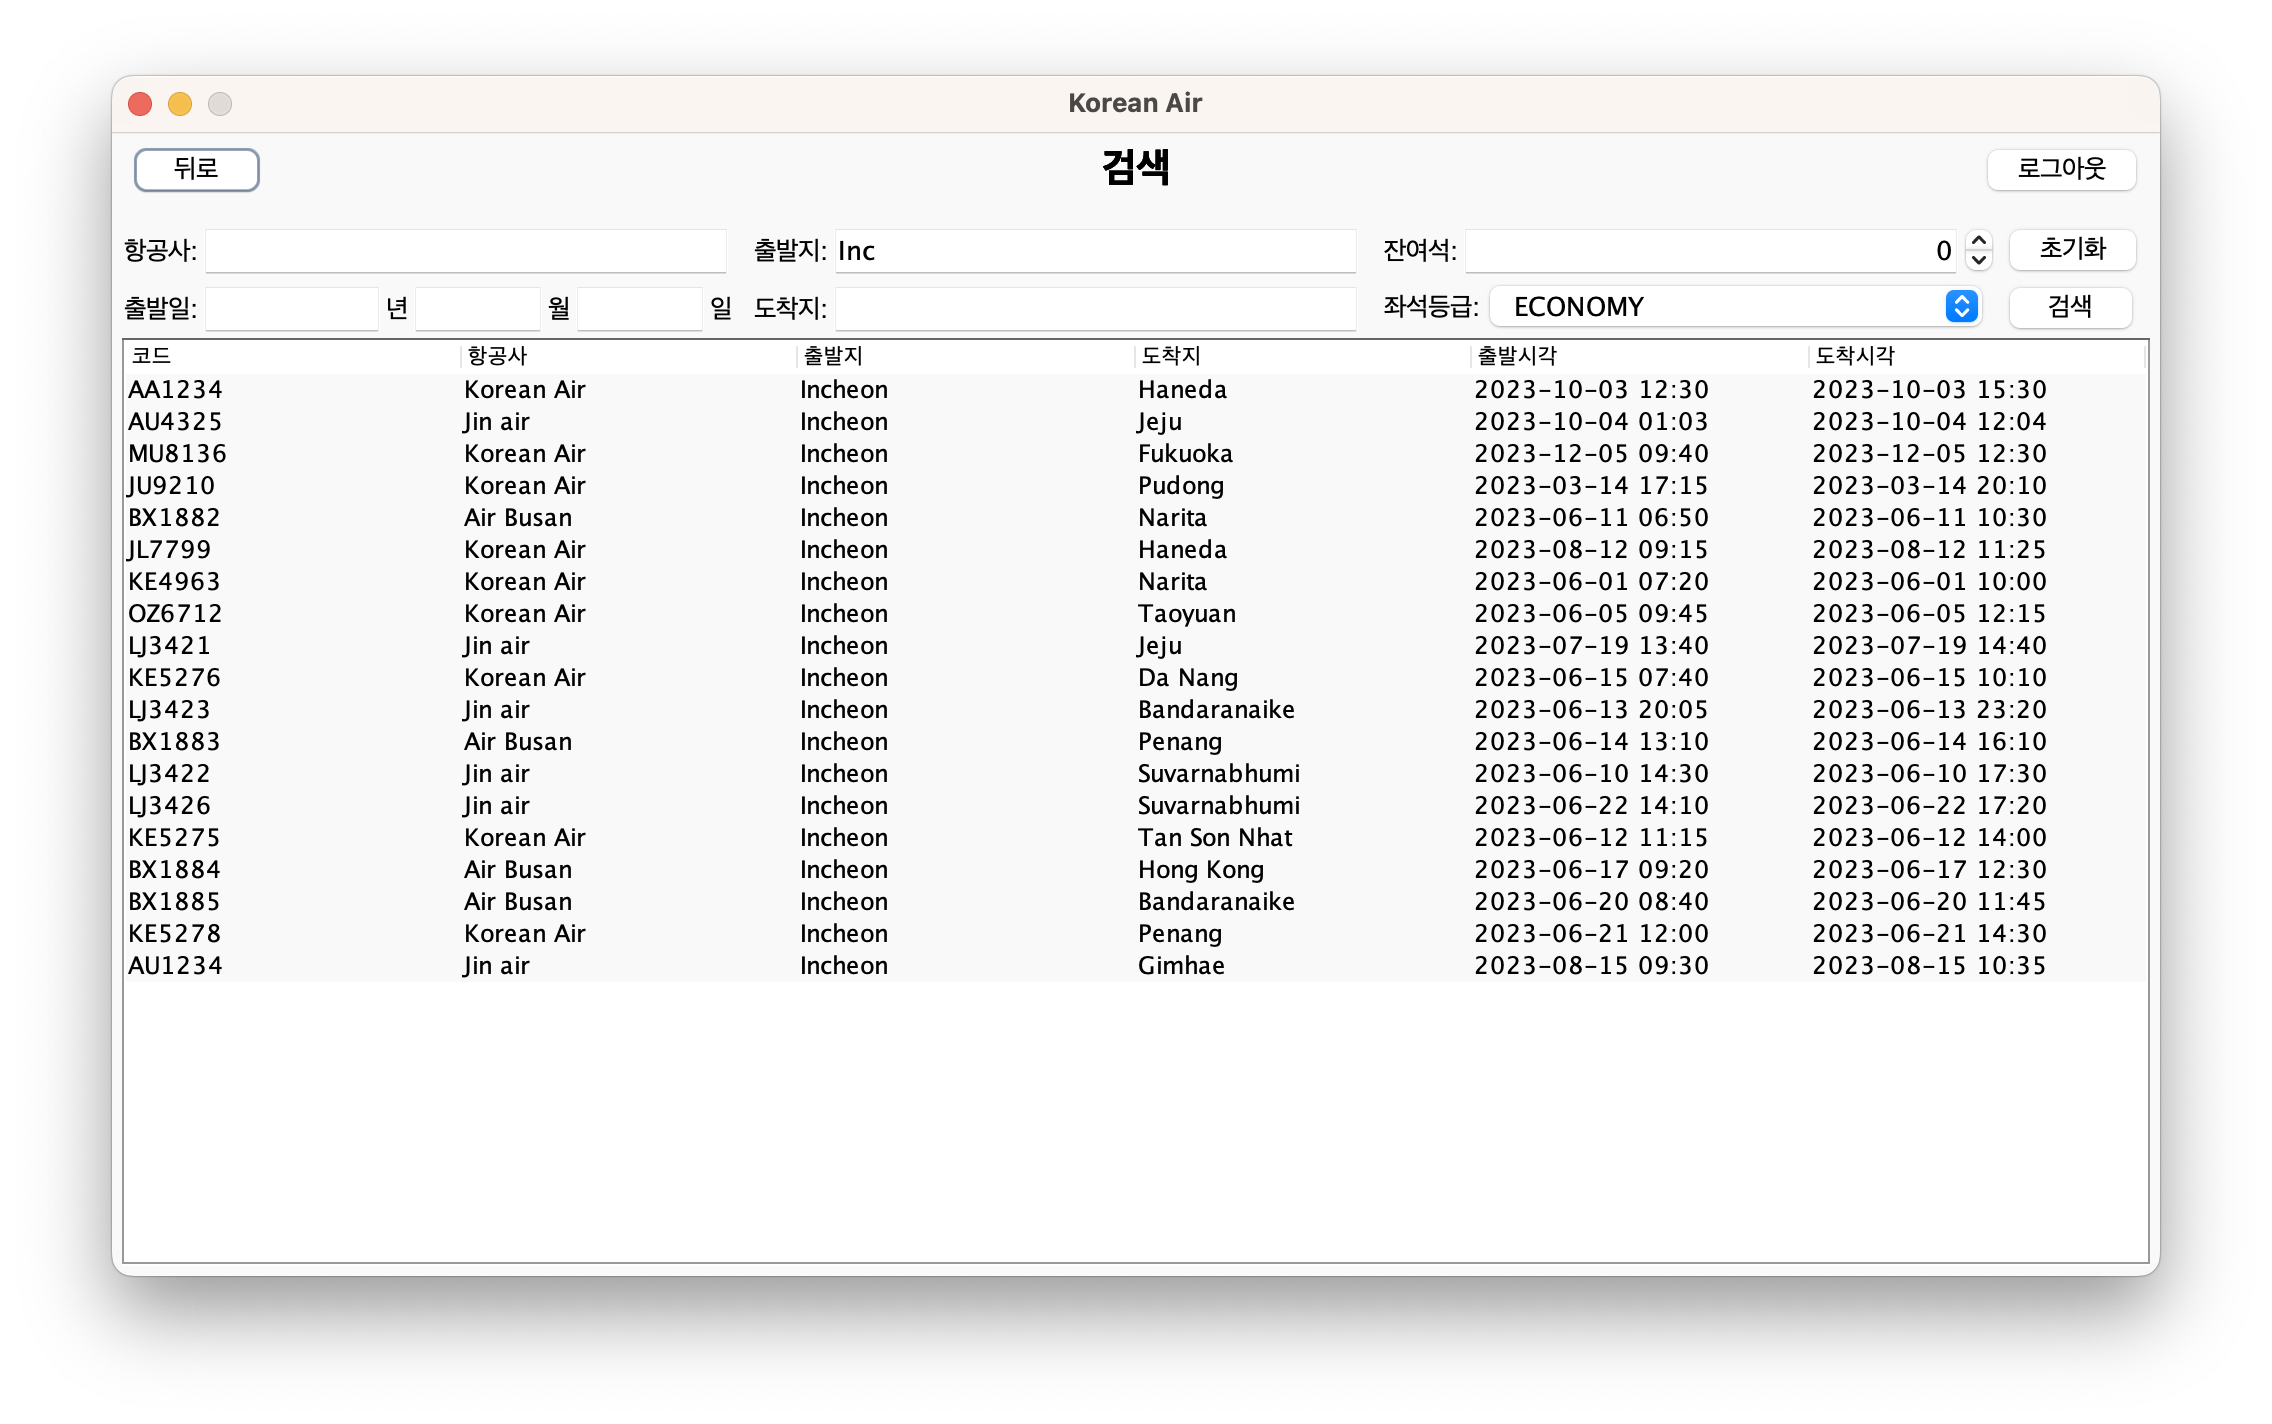 Korean Air
뒤로 검색 로그아웃
항공사: 출발지: Inc 잔여석: 0 초기화
출발일: 년 월 일 도착지: 좌석등급: ECONOMY 검색
코드 항공사 출발지 도착지 출발시각 도착시각
AA1234 Korean Air Incheon Haneda 2023-10-03 12:30 2023-10-03 15:30
AU4325 Jin air Incheon Jeju 2023-10-04 01:03 2023-10-04 12:04
MU8136 Korean Air Incheon Fukuoka 2023-12-05 09:40 2023-12-05 12:30
JU9210 Korean Air Incheon Pudong 2023-03-14 17:15 2023-03-14 20:10
BX1882 Air Busan Incheon Narita 2023-06-11 06:50 2023-06-11 10:30
JL7799 Korean Air Incheon Haneda 2023-08-12 09:15 2023-08-12 11:25
KE4963 Korean Air Incheon Narita 2023-06-01 07:20 2023-06-01 10:00
OZ6712 Korean Air Incheon Taoyuan 2023-06-05 09:45 2023-06-05 12:15
LJ3421 Jin air Incheon Jeju 2023-07-19 13:40 2023-07-19 14:40
KE5276 Korean Air Incheon Da Nang 2023-06-15 07:40 2023-06-15 10:10
LJ3423 Jin air Incheon Bandaranaike 2023-06-13 20:05 2023-06-13 23:20
BX1883 Air Busan Incheon Penang 2023-06-14 13:10 2023-06-14 16:10
LJ3422 Jin air Incheon Suvarnabhumi 2023-06-10 14:30 2023-06-10 17:30
LJ3426 Jin air Incheon Suvarnabhumi 2023-06-22 14:10 2023-06-22 17:20
KE5275 Korean Air Incheon Tan Son Nhat 2023-06-12 11:15 2023-06-12 14:00
BX1884 Air Busan Incheon Hong Kong 2023-06-17 09:20 2023-06-17 12:30
BX1885 Air Busan Incheon Bandaranaike 2023-06-20 08:40 2023-06-20 11:45
KE5278 Korean Air Incheon Penang 2023-06-21 12:00 2023-06-21 14:30
AU1234 Jin air Incheon Gimhae 2023-08-15 09:30 2023-08-15 10:35